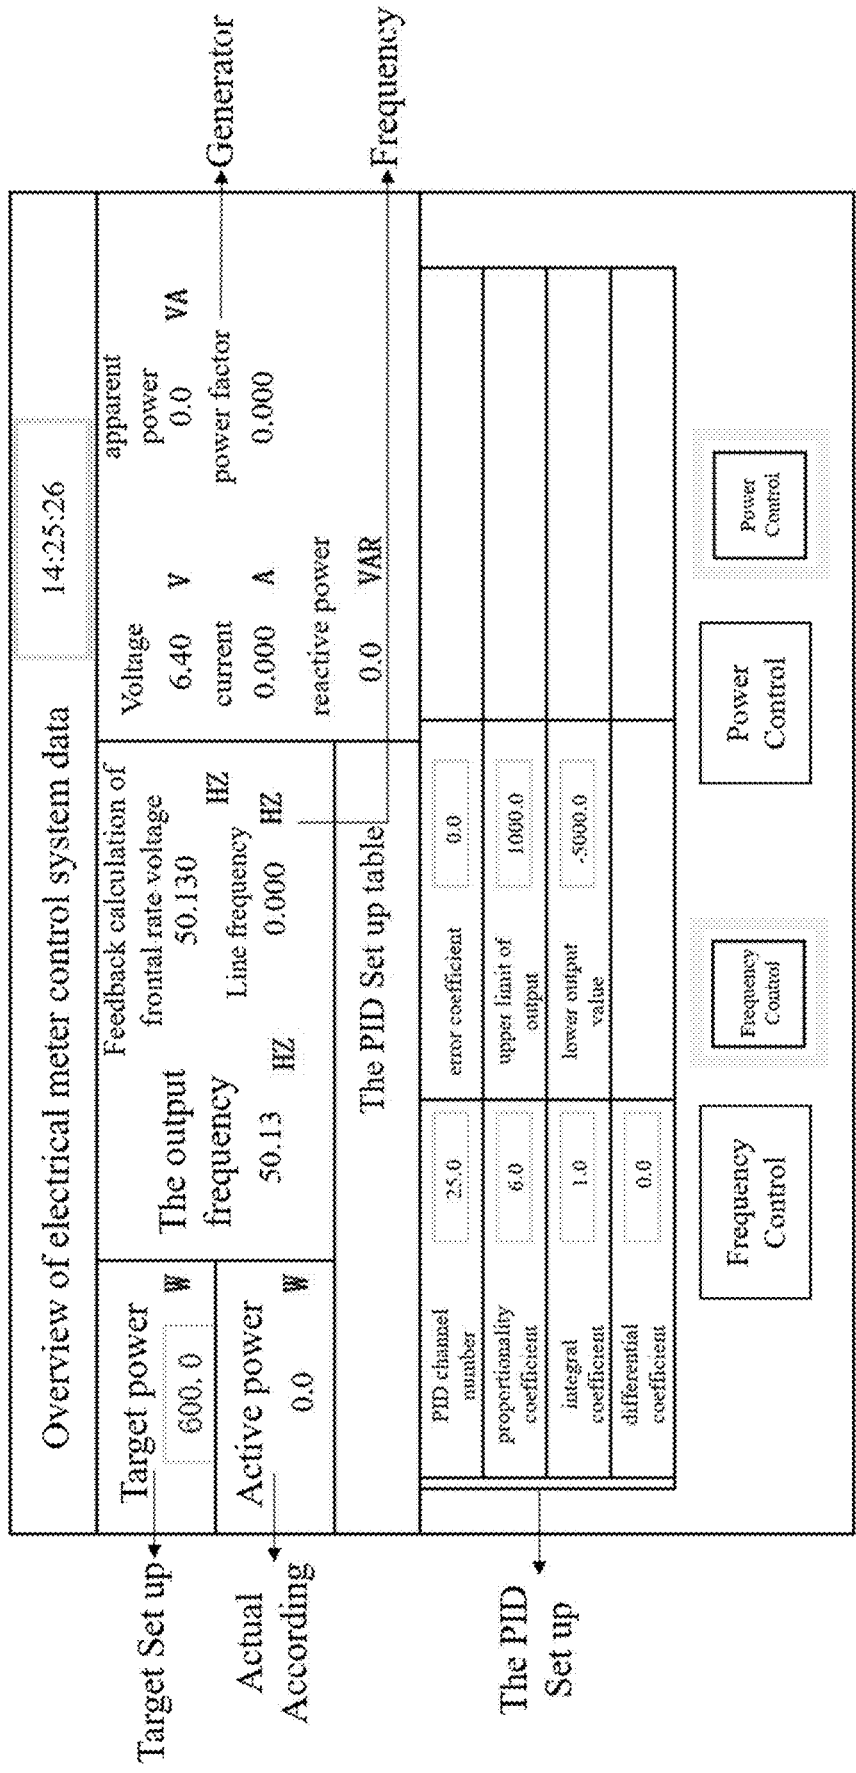 Overview of electrical meter control system data
14:25:26
Target Set up
Target power
600.0 W
Actual
According
Active power
0.0 W
The output
frequency
50.13 HZ
Feedback calculation of
frontal rate voltage
50.130 HZ
Line frequency
0.000 HZ
Voltage
6.40 V
current
0.000 A
reactive power
0.0 VAR
apparent
power
0.0 VA
power factor
0.000
Generator
Frequency
The PID Set up table
The PID
Set up
PID channel
number
25.0
error coefficient
0.0
proportionality
coefficient
6.0
upper limit of
output
1000.0
integral
coefficient
1.0
lower output
value
-5000.0
differential
coefficient
0.0
Frequency
Control
Frequency
Control
Power
Control
Power
Control